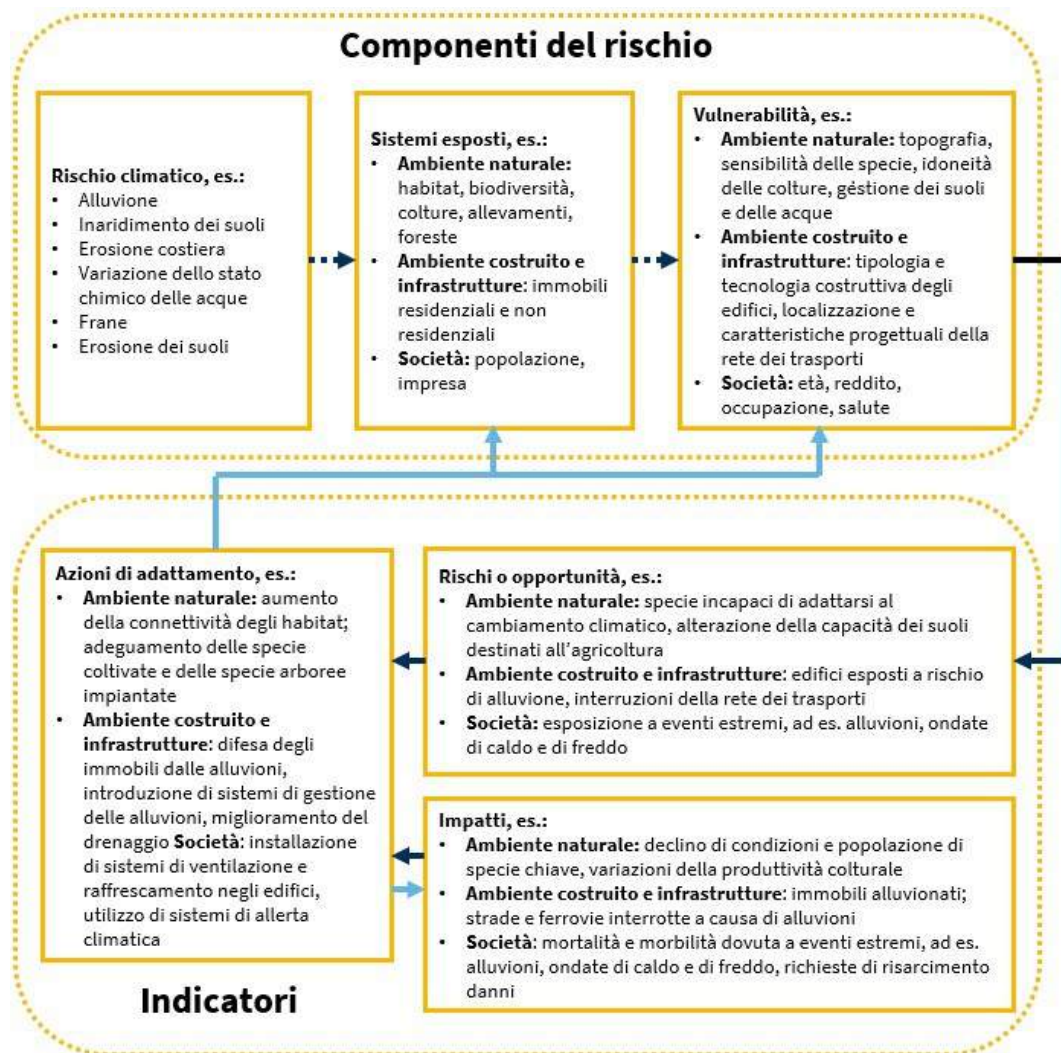 Componenti del rischio
Rischio climatico, es.:
• Alluvione
• Inaridimento dei suoli
• Erosione costiera
• Variazione dello stato
chimico delle acque
• Frane
• Erosione dei suoli
Sistemi esposti, es.:
• Ambiente naturale:
habitat, biodiversità,
colture, allevamenti,
foreste
• Ambiente costruito e
infrastrutture: immobili
residenziali e non
residenziali
• Società: popolazione,
impresa
Vulnerabilità, es.:
• Ambiente naturale: topografia,
sensibilità delle specie, idoneità
delle colture, géstione dei suoli
e delle acque
• Ambiente costruito e
infrastrutture: tipologia e
tecnologia costruttiva degli
edifici, localizzazione e
caratteristiche progettuali della
rete dei trasporti
• Società: età, reddito,
occupazione, salute
Azioni di adattamento, es.:
• Ambiente naturale: aumento
della connettività degli habitat;
adeguamento delle specie
coltivate e delle specie arboree
impiantate
• Ambiente costruito e
infrastrutture: difesa degli
immobili dalle alluvioni,
introduzione di sistemi di gestione
delle alluvioni, miglioramento del
drenaggio Società: installazione
di sistemi di ventilazione e
raffrescamento negli edifici,
utilizzo di sistemi di allerta
climatica
Rischi o opportunità, es.:
• Ambiente naturale: specie incapaci di adattarsi al
cambiamento climatico, alterazione della capacità dei suoli
destinati all'agricoltura
• Ambiente costruito e infrastrutture: edifici esposti a rischio
di alluvione, interruzioni della rete dei trasporti
• Società: esposizione a eventi estremi, ad es. alluvioni, ondate
di caldo e di freddo
Impatti, es.:
• Ambiente naturale: declino di condizioni e popolazione di
specie chiave, variazioni della produttività colturale
• Ambiente costruito e infrastrutture: immobili alluvionati;
strade e ferrovie interrotte a causa di alluvioni
• Società: mortalità e morbilità dovuta a eventi estremi, ad es.
alluvioni, ondate di caldo e di freddo, richieste di risarcimento
danni
Indicatori